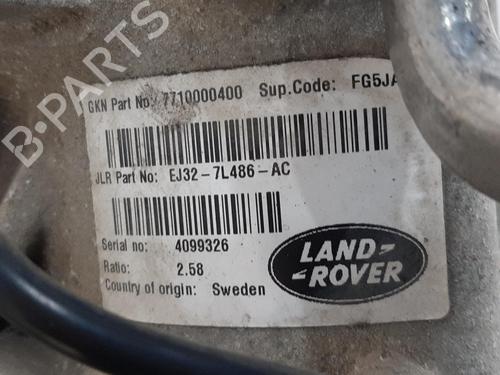 B-PARTS
GKN Part No: 7710000400 Sup.Code: FG5JA
JLR Part No: EJ32-7L486-AC
Serial no: 4099326
Ratio: 2.58
Country of origin: Sweden
LAND-
-ROVER